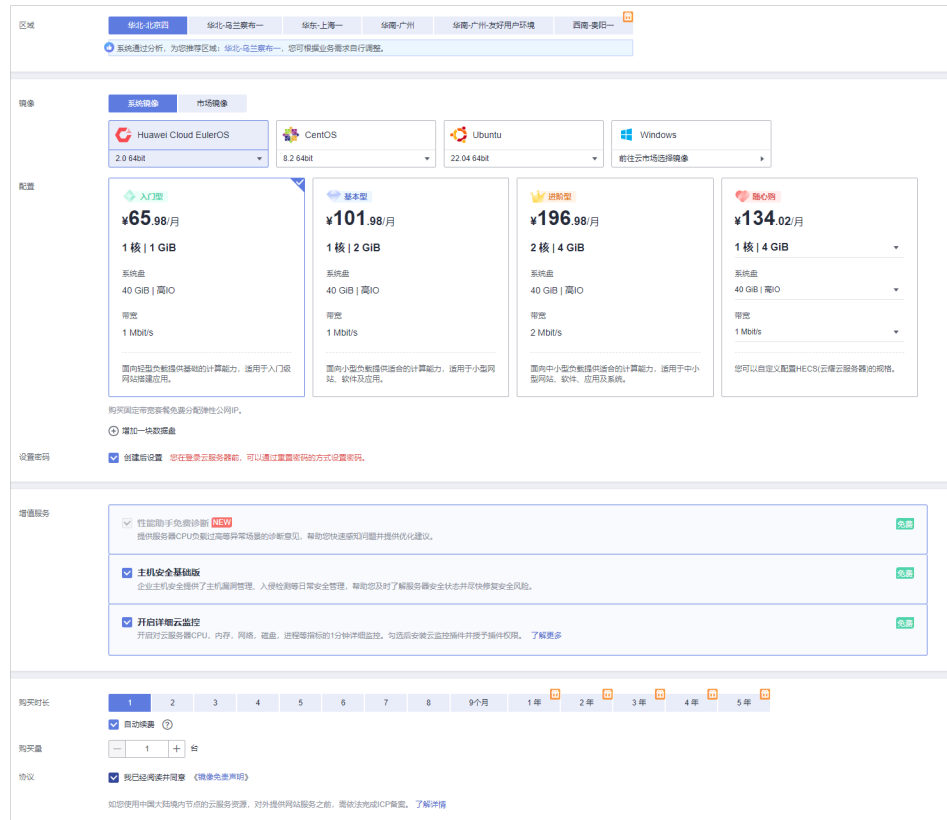 区域
华北-北京四 华北-乌兰察布一 华东-上海一 华南-广州 华南-广州-友好用户环境 西南-贵阳一
系统通过分析，为您推荐区域：华北-乌兰察布一，您可根据业务需求自行调整。
镜像
系统镜像 市场镜像
Huawei Cloud EulerOS CentOS Ubuntu Windows
2.0 64bit 8.2 64bit 22.04 64bit 前往云市场选择镜像
配置
入门型 基本型 进阶型 随心购
¥65.98/月 ¥101.98/月 ¥196.98/月 ¥134.02/月
1 核 | 1 GiB 1 核 | 2 GiB 2 核 | 4 GiB 1 核 | 4 GiB
系统盘 系统盘 系统盘 系统盘
40 GiB | 高IO 40 GiB | 高IO 40 GiB | 高IO 40 GiB | 高IO
带宽 带宽 带宽 带宽
1 Mbit/s 1 Mbit/s 2 Mbit/s 1 Mbit/s
面向轻型负载提供基础的计算能力，适用于入门级 面向小型负载提供适合的计算能力，适用于小型网 面向中小型负载提供适合的计算能力，适用于中小 您可以自定义配置HECS(云耀云服务器)的规格。
网站搭建应用。 站、软件及应用。 型网站、软件、应用及系统。
购买固定带宽套餐免费分配弹性公网IP。
增加一块数据盘
设置密码 创建后设置 您在登录云服务器前，可以通过重置密码的方式设置密码。
增值服务
性能助手免费诊断 NEW 免费
提供服务器CPU负载过高等异常场景的诊断意见，帮助您快速感知问题并提供优化建议。
主机安全基础版 免费
企业主机安全提供了主机漏洞管理、入侵检测等日常安全管理，帮助您及时了解服务器安全状态并尽快修复安全风险。
开启详细云监控 免费
开启对云服务器CPU、内存、网络、磁盘、进程等指标的1分钟详细监控。勾选后安装云监控插件并授予插件权限。 了解更多
购买时长 1 2 3 4 5 6 7 8 9个月 1 年 2 年 3 年 4 年 5 年
自动续费 ?
购买量 1 台
协议 我已经阅读并同意 《镜像免责声明》
如您使用中国大陆境内节点的云服务资源，对外提供网站服务之前，需依法完成ICP备案。 了解详情